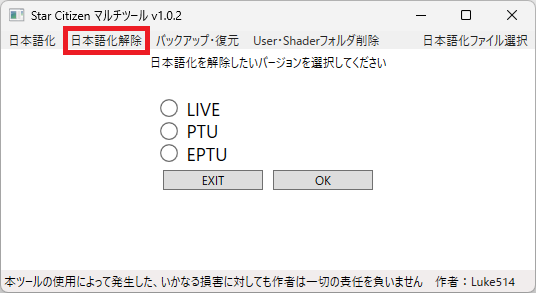 Star Citizen マルチツール v1.0.2
日本語化 日本語化解除 バックアップ・復元 User・Shaderフォルダ削除 日本語化ファイル選択
日本語化を解除したいバージョンを選択してください
LIVE
PTU
EPTU
EXIT OK
本ツールの使用によって発生した、いかなる損害に対しても作者は一切の責任を負いません 作者：Luke514